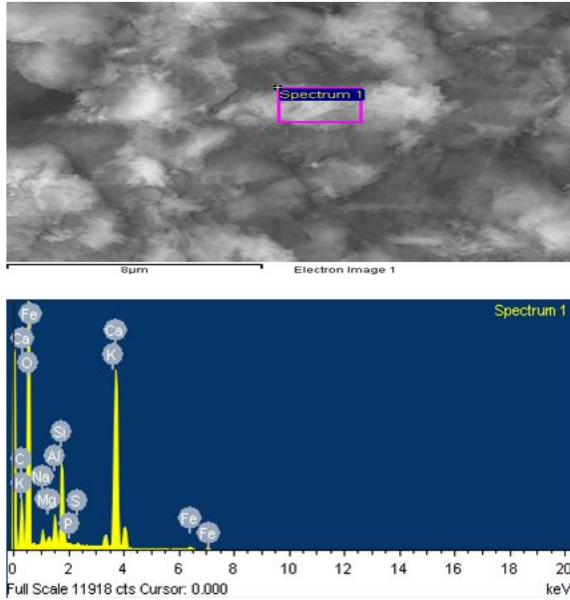 Spectrum 1
8µm Electron Image 1
Spectrum 1
Fe
Ca Ca
O K
Si
C Al
K Na
Mg S
P Fe Fe
0 2 4 6 8 10 12 14 16 18 20
Full Scale 11918 cts Cursor: 0.000 keV